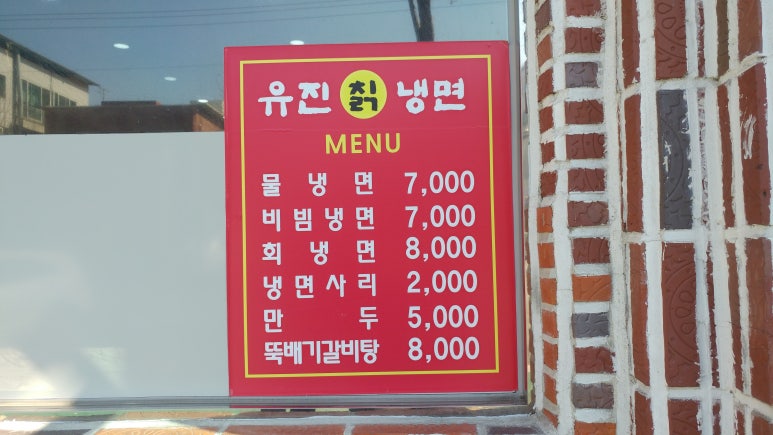 유진 칡 냉면
MENU
물냉면 7,000
비빔냉면 7,000
회냉면 8,000
냉면사리 2,000
만두 5,000
뚝배기갈비탕 8,000